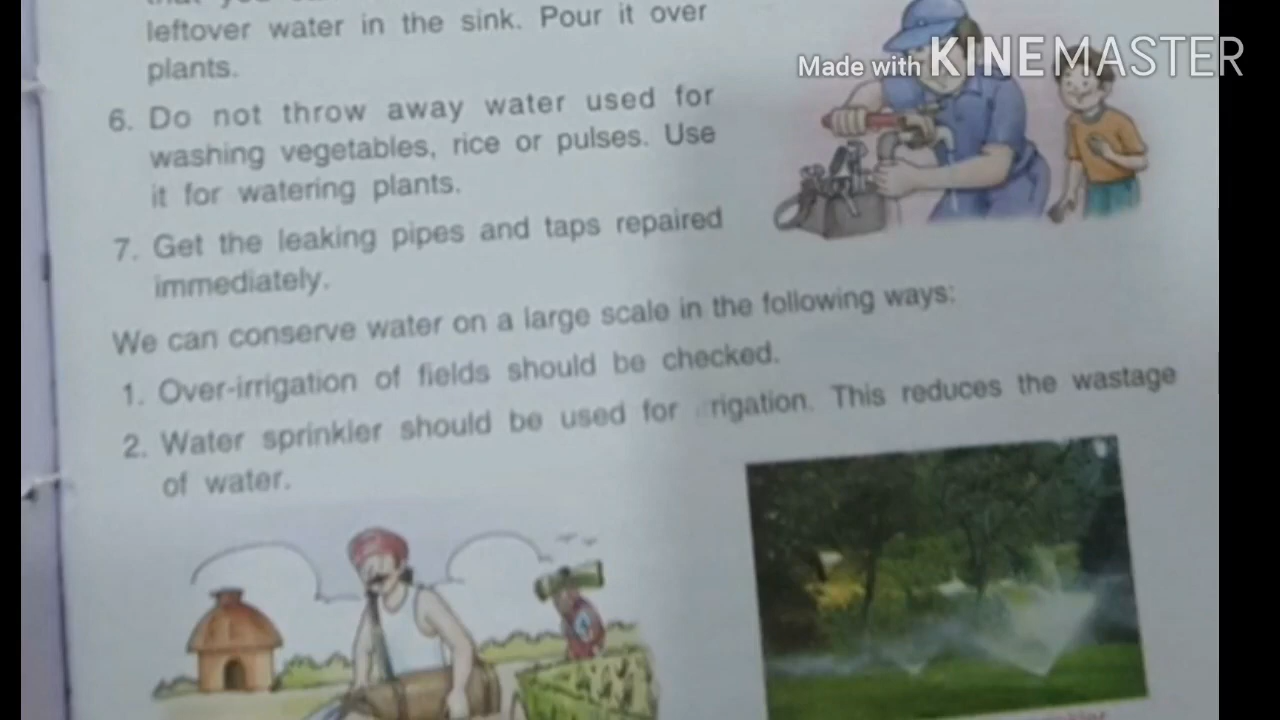 leftover water in the sink. Pour it over
plants.
6. Do not throw away water used for
washing vegetables, rice or pulses. Use
it for watering plants.
7. Get the leaking pipes and taps repaired
immediately.
We can conserve water on a large scale in the following ways:
1. Over-irrigation of fields should be checked.
2. Water sprinkler should be used for rrigation. This reduces the wastage
of water.
Made with KINEMASTER